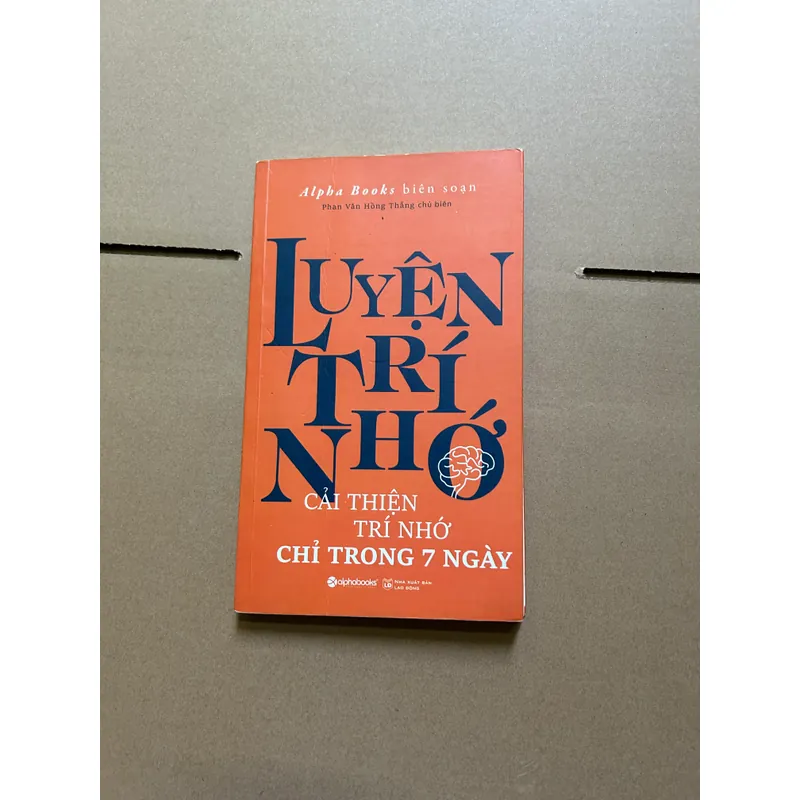 Alpha Books biên soạn
Phan Văn Hồng Thắng chủ biên
LUYỆN
TRÍ
NHỚ
CẢI THIỆN
TRÍ NHỚ
CHỈ TRONG 7 NGÀY
alphabooks
LĐ
NHÀ XUẤT BẢN
LAO ĐỘNG